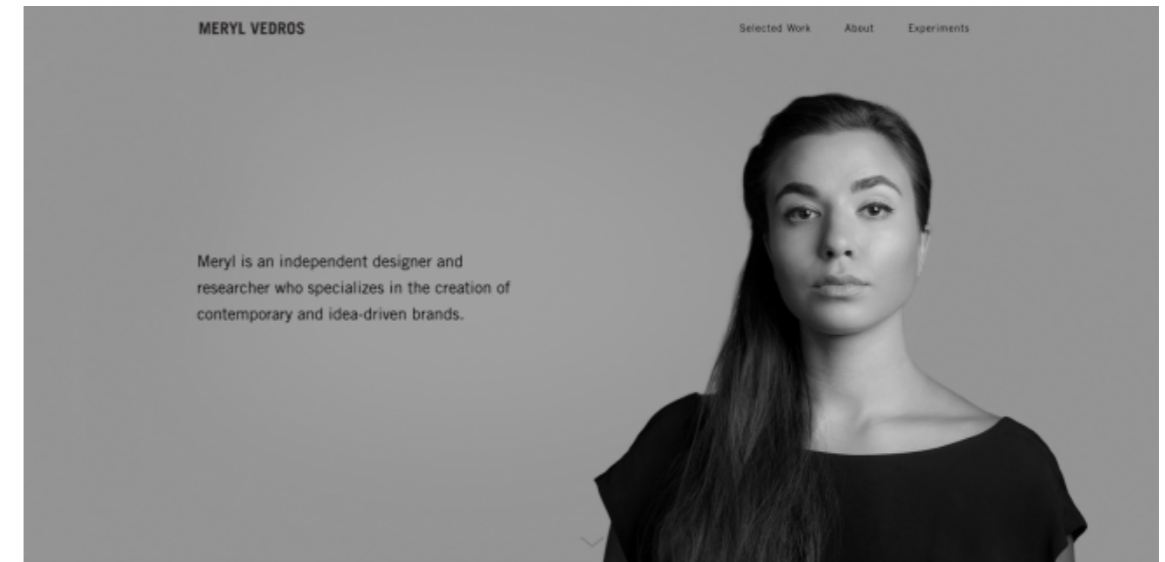 MERYL VEDROS
Selected Work About Experiments
Meryl is an independent designer and
researcher who specializes in the creation of
contemporary and idea-driven brands.